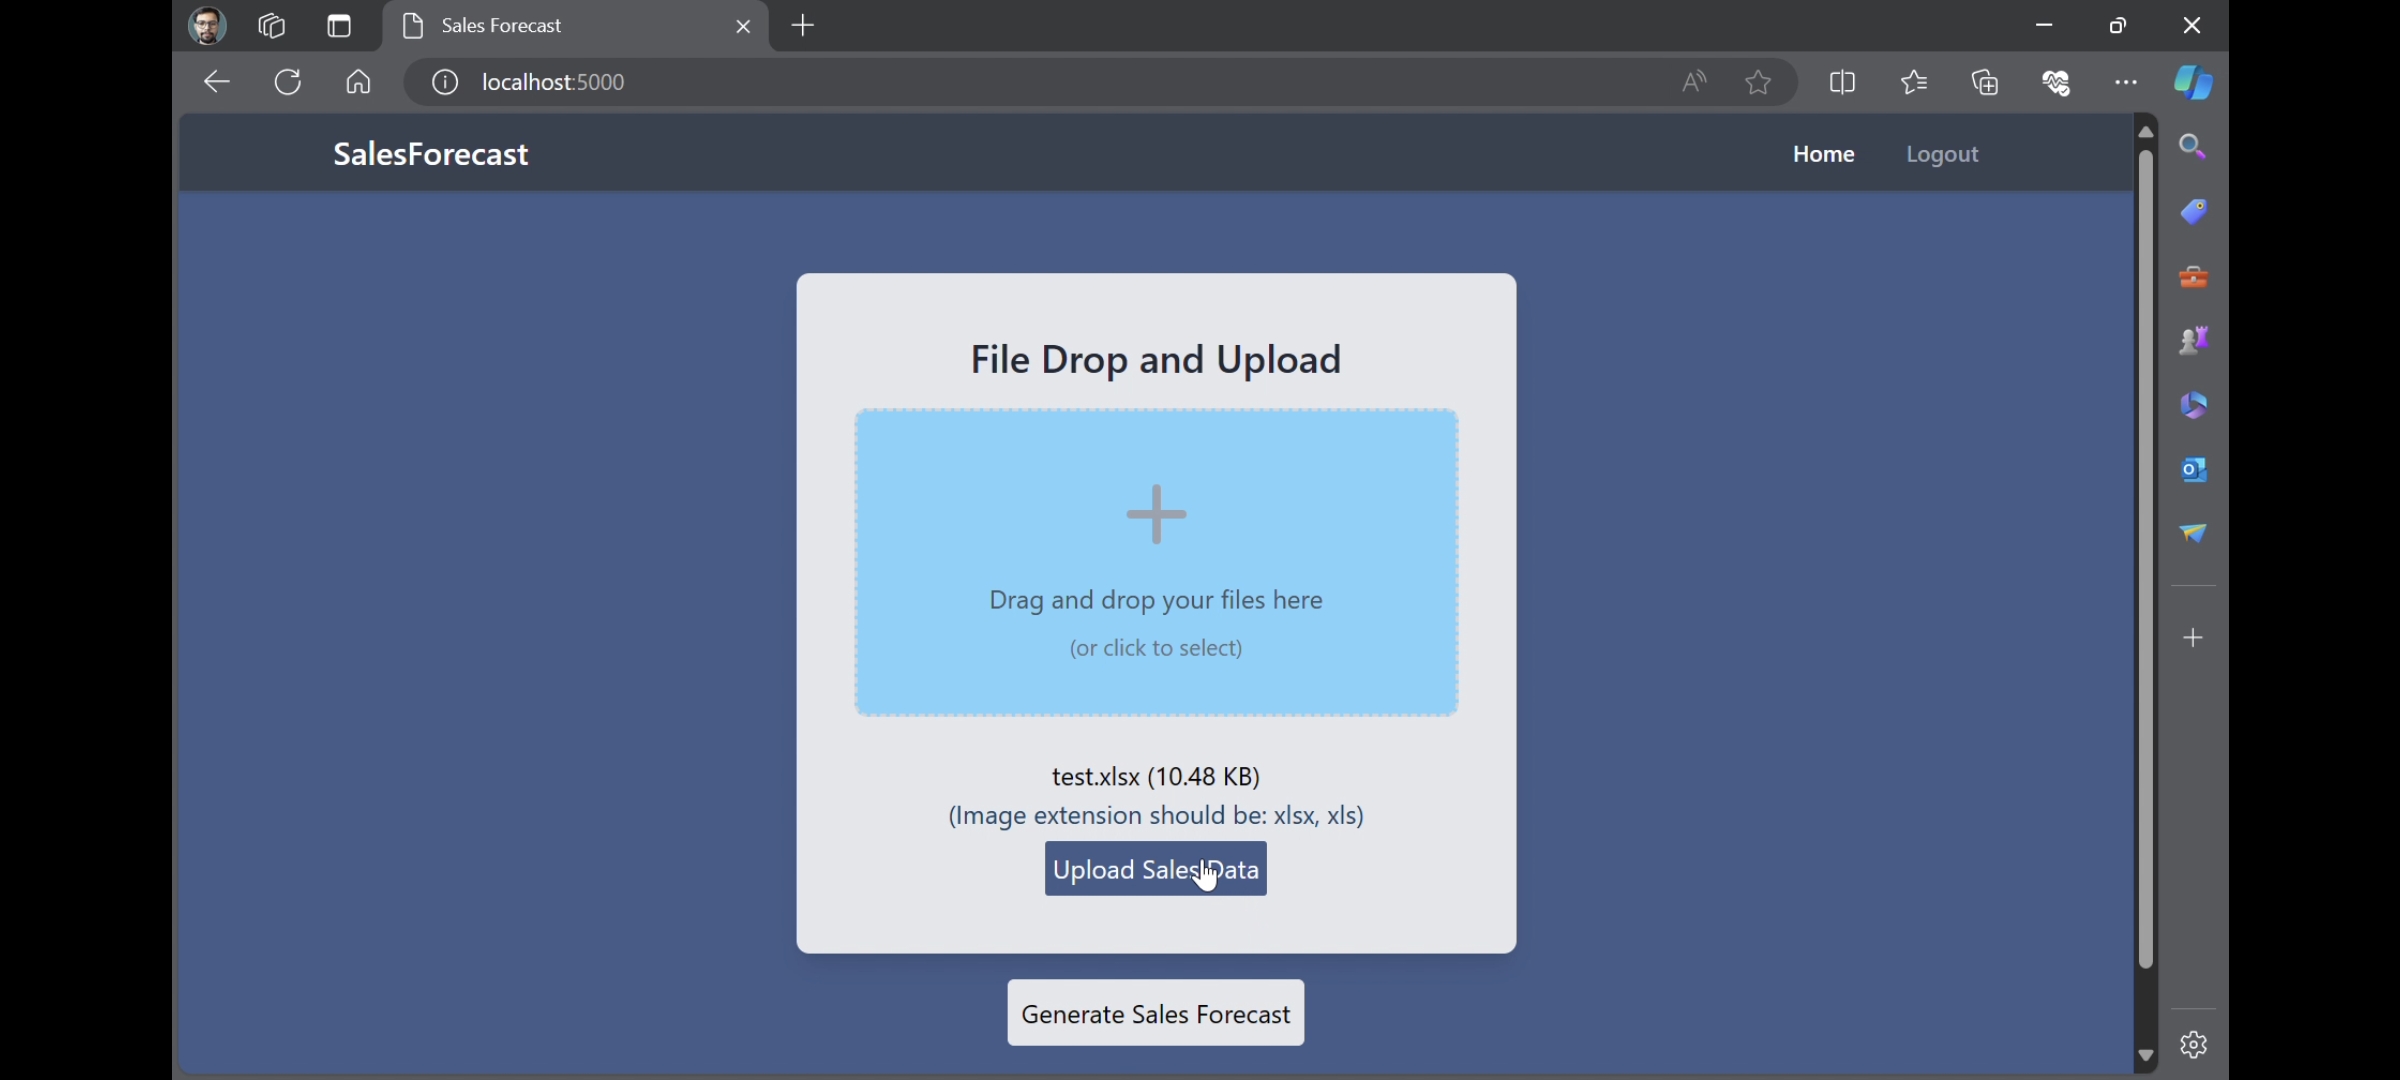 Sales Forecast
localhost:5000
SalesForecast
Home
Logout
File Drop and Upload
Drag and drop your files here
(or click to select)
test.xlsx (10.48 KB)
(Image extension should be: xlsx, xls)
Upload Sales Data
Generate Sales Forecast